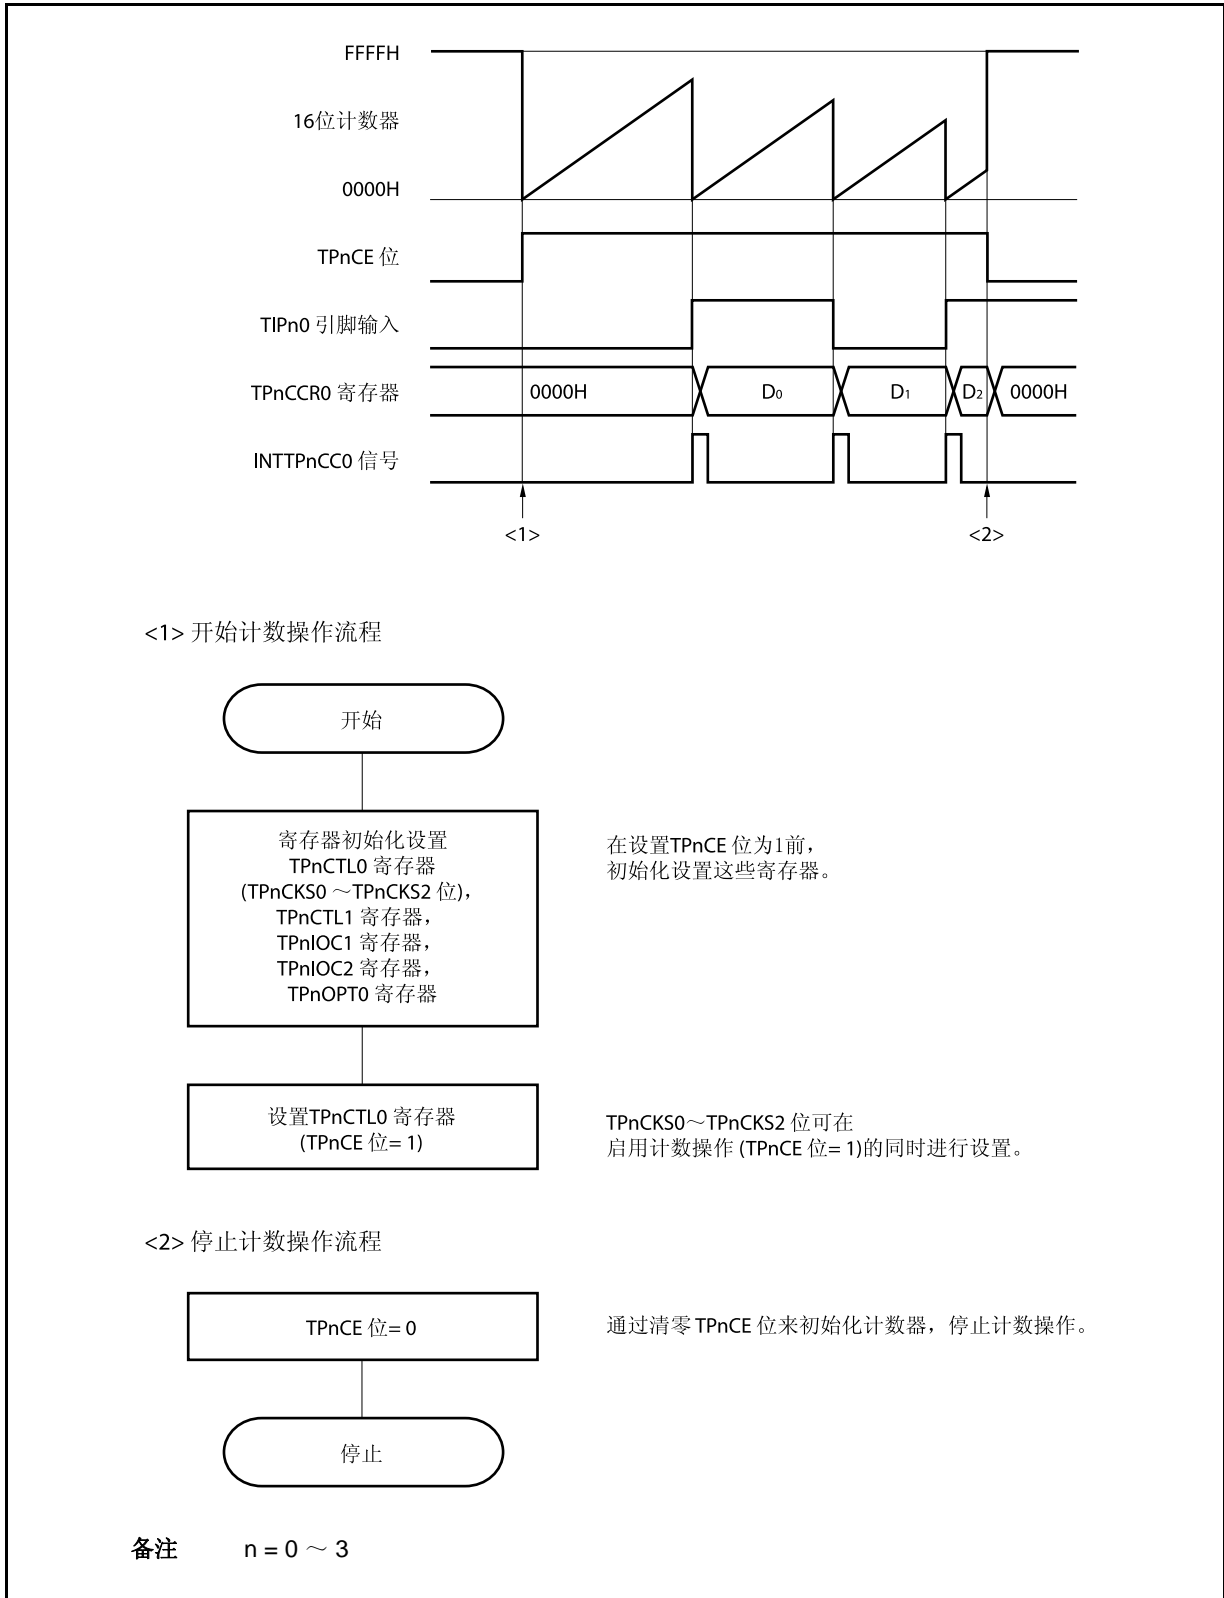 FFFFH
16位计数器
0000H
TPnCE 位
TIPn0 引脚输入
TPnCCR0 寄存器
0000H
D0
D1
D2
0000H
INTTPnCC0 信号
<1>
<2>
<1> 开始计数操作流程
开始
寄存器初始化设置
TPnCTL0 寄存器
(TPnCKS0 ～TPnCKS2 位),
TPnCTL1 寄存器,
TPnIOC1 寄存器,
TPnIOC2 寄存器,
TPnOPT0 寄存器
在设置TPnCE 位为1前,
初始化设置这些寄存器。
设置TPnCTL0 寄存器
(TPnCE 位= 1)
TPnCKS0～TPnCKS2 位可在
启用计数操作 (TPnCE 位= 1)的同时进行设置。
<2> 停止计数操作流程
TPnCE 位= 0
通过清零 TPnCE 位来初始化计数器，停止计数操作。
停止
备注 n = 0 ～ 3